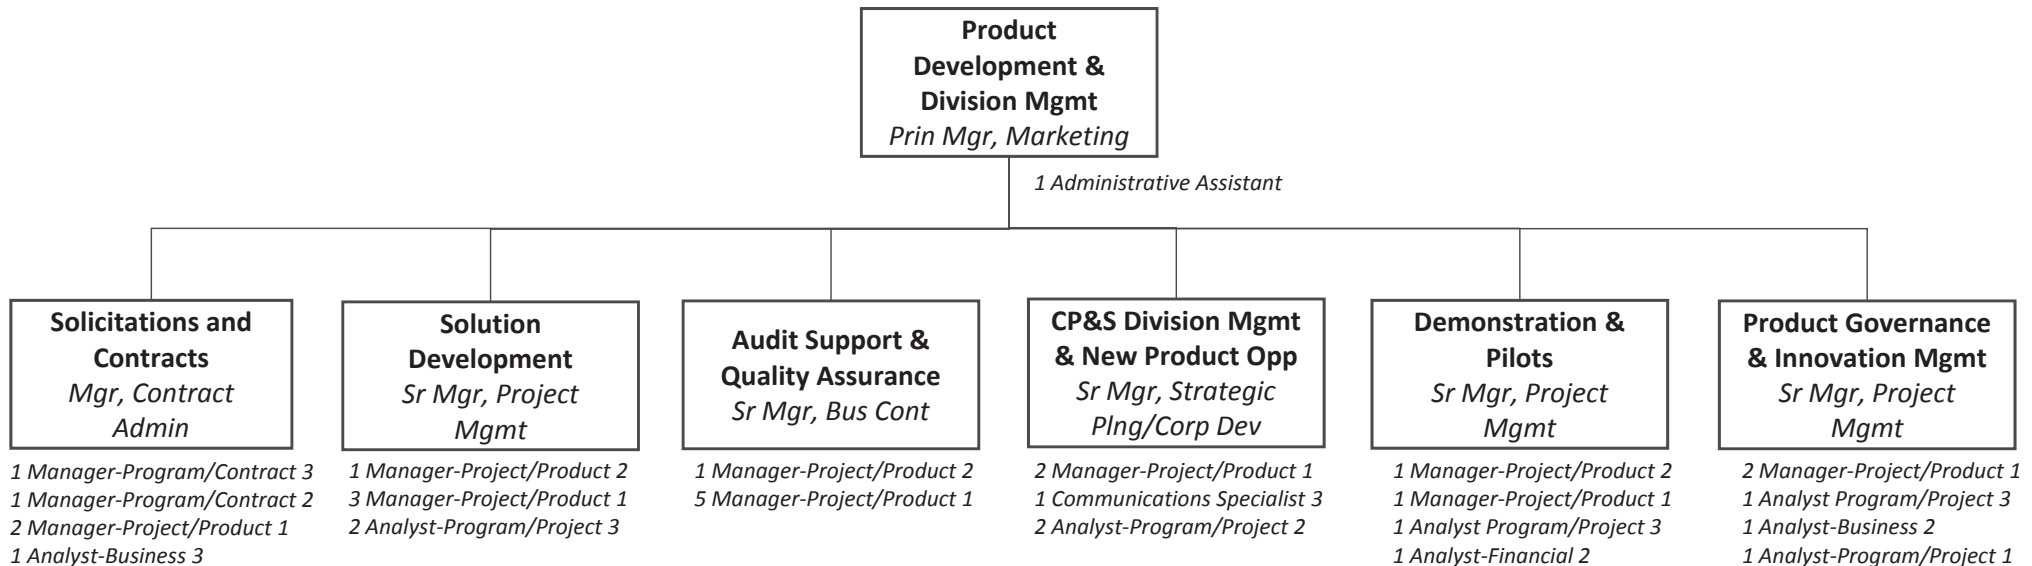 Product
Development &
Division Mgmt
Prin Mgr, Marketing
1 Administrative Assistant
Solicitations and
Contracts
Mgr, Contract
Admin
1 Manager-Program/Contract 3
1 Manager-Program/Contract 2
2 Manager-Project/Product 1
1 Analyst-Business 3
Solution
Development
Sr Mgr, Project
Mgmt
1 Manager-Project/Product 2
3 Manager-Project/Product 1
2 Analyst-Program/Project 3
Audit Support &
Quality Assurance
Sr Mgr, Bus Cont
1 Manager-Project/Product 2
5 Manager-Project/Product 1
CP&S Division Mgmt
& New Product Opp
Sr Mgr, Strategic
Plng/Corp Dev
2 Manager-Project/Product 1
1 Communications Specialist 3
2 Analyst-Program/Project 2
Demonstration &
Pilots
Sr Mgr, Project
Mgmt
1 Manager-Project/Product 2
1 Manager-Project/Product 1
1 Analyst Program/Project 3
1 Analyst-Financial 2
Product Governance
& Innovation Mgmt
Sr Mgr, Project
Mgmt
2 Manager-Project/Product 1
1 Analyst Program/Project 3
1 Analyst-Business 2
1 Analyst-Program/Project 1